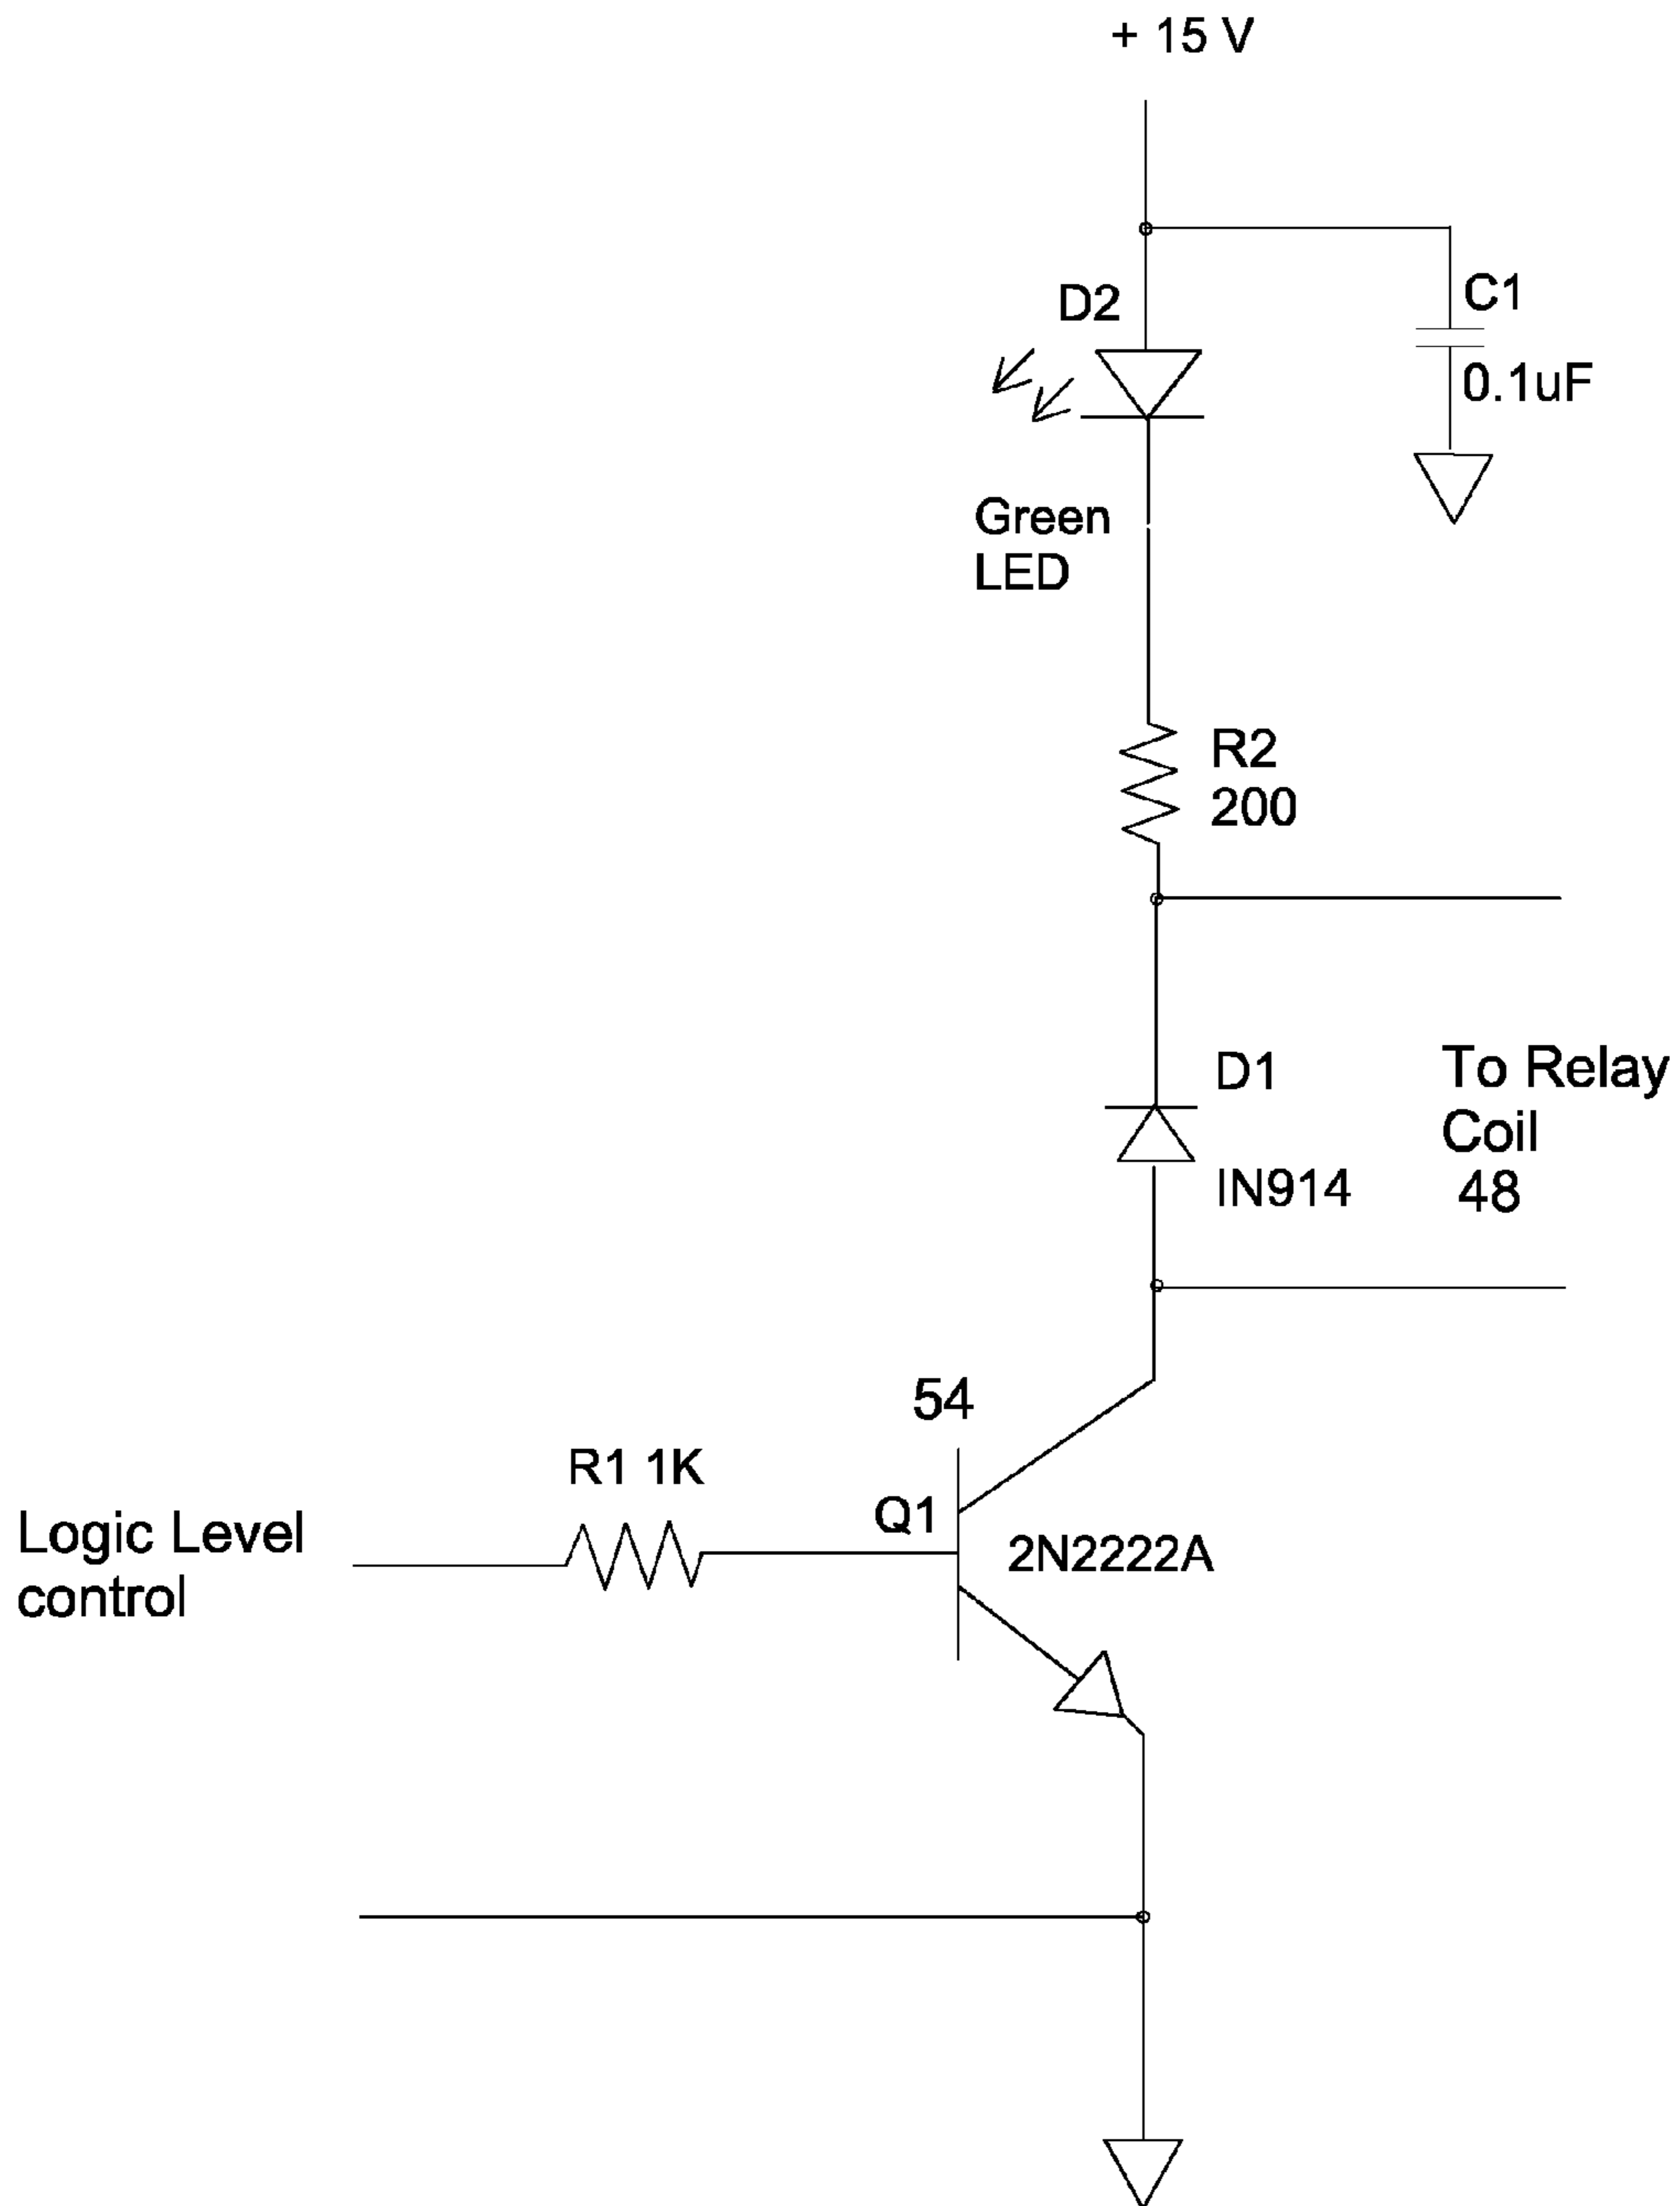 + 15 V
D2
C1
0.1uF
Green
LED
R2
200
D1
IN914
To Relay
Coil
48
54
R1 1K
Q1
2N2222A
Logic Level
control